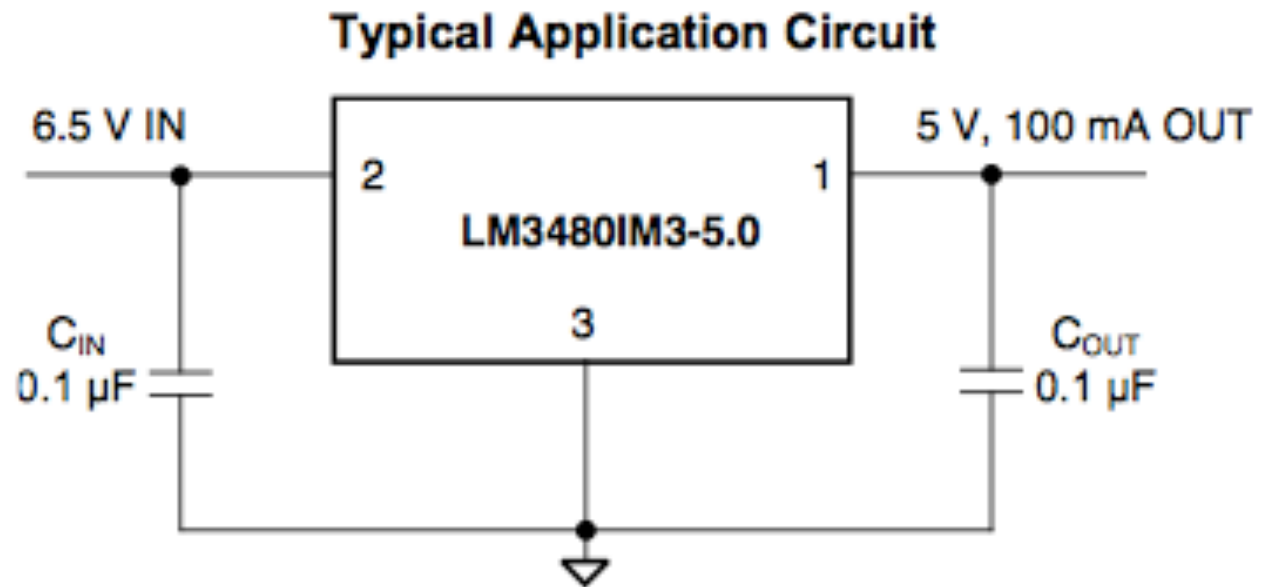 Typical Application Circuit
6.5 V IN
5 V, 100 mA OUT
2
1
LM3480IM3-5.0
3
CIN
0.1 µF
COUT
0.1 µF